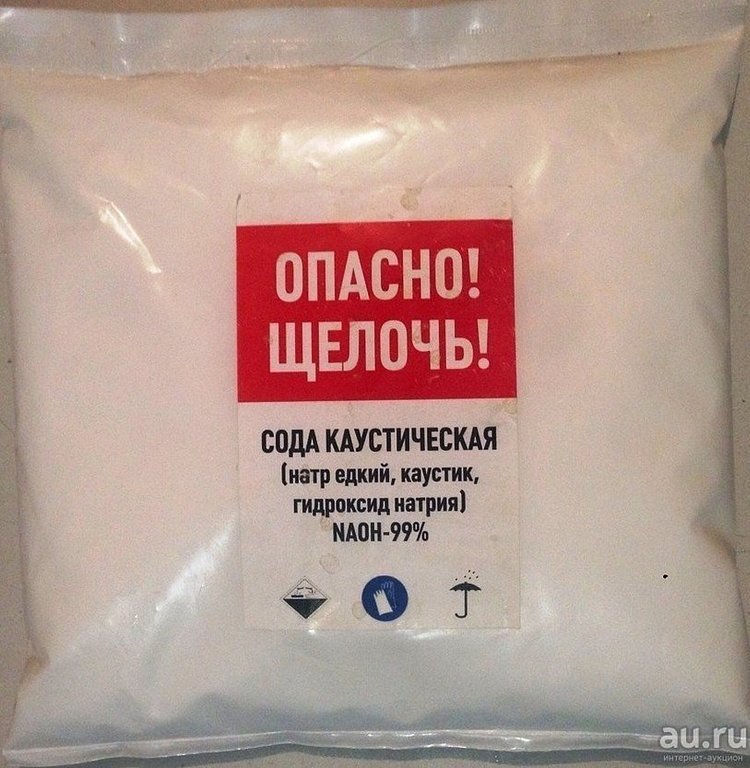 ОПАСНО!
ЩЕЛОЧЬ!
СОДА КАУСТИЧЕСКАЯ
(натр едкий, каустик,
гидроксид натрия)
NAOH-99%
au.ru
интернет-аукцион